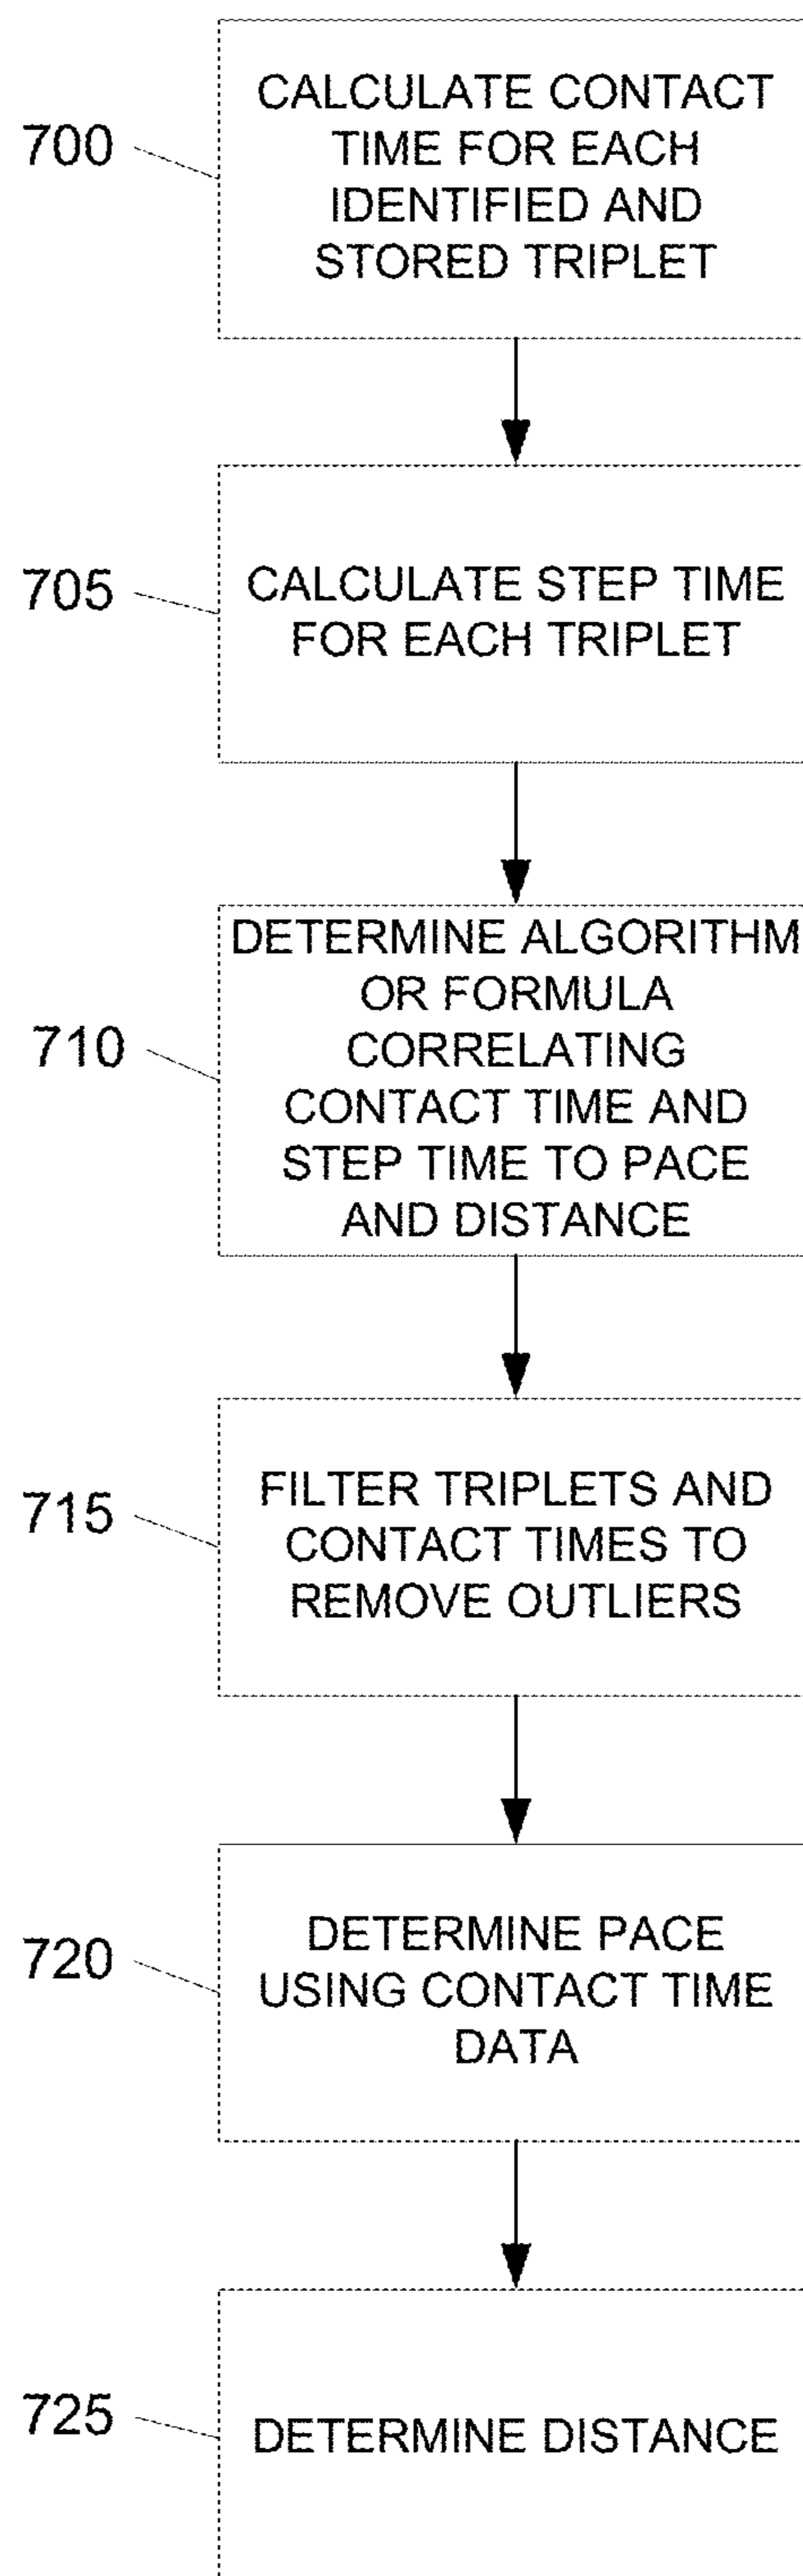 700
CALCULATE CONTACT
TIME FOR EACH
IDENTIFIED AND
STORED TRIPLET
705
CALCULATE STEP TIME
FOR EACH TRIPLET
710
DETERMINE ALGORITHM
OR FORMULA
CORRELATING
CONTACT TIME AND
STEP TIME TO PACE
AND DISTANCE
715
FILTER TRIPLETS AND
CONTACT TIMES TO
REMOVE OUTLIERS
720
DETERMINE PACE
USING CONTACT TIME
DATA
725
DETERMINE DISTANCE